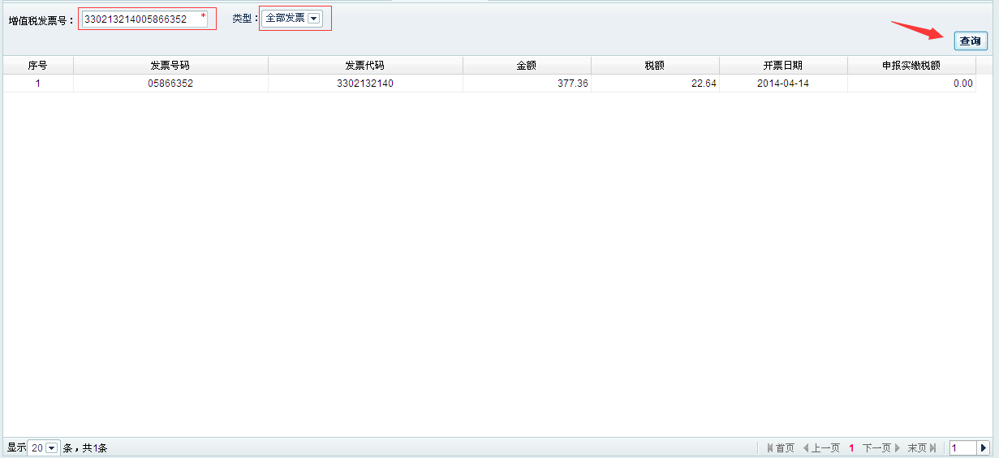 增值税发票号： 330213214005866352 * 类型： 全部发票
查询
序号 发票号码 发票代码 金额 税额 开票日期 申报实缴税额
1 05866352 3302132140 377.36 22.64 2014-04-14 0.00
显示 20 条，共1条 首页 上一页 1 下一页 末页 1